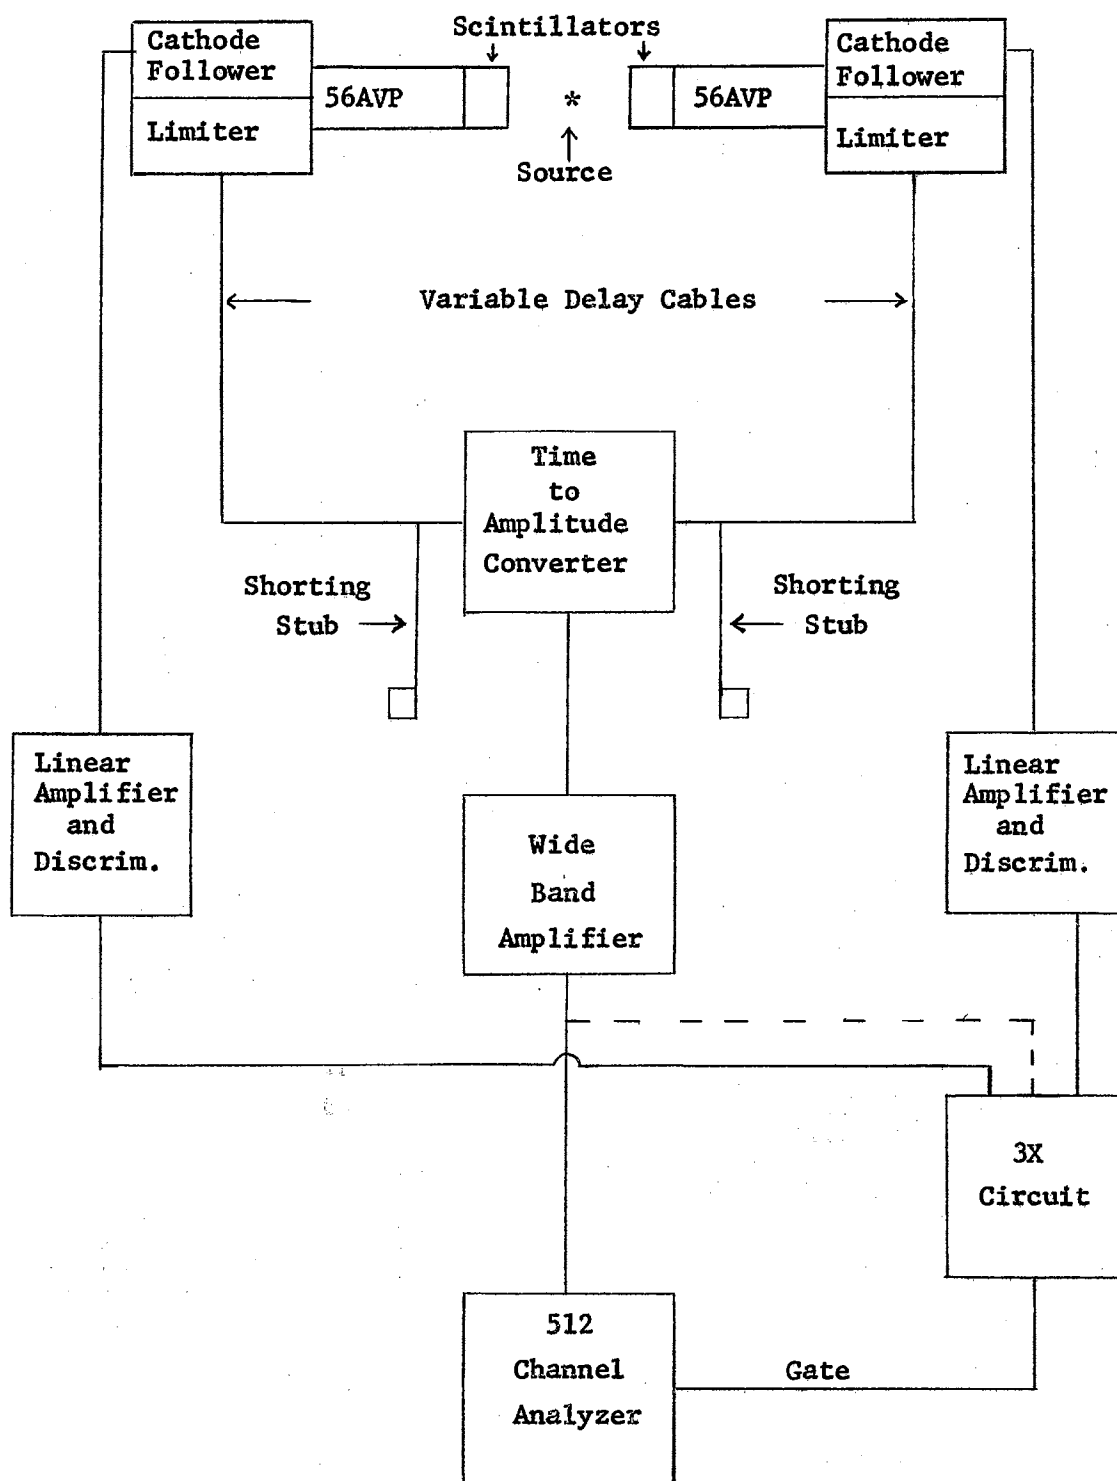 Scintillators
Cathode
Follower
Limiter
56AVP
*
Source
56AVP
Cathode
Follower
Limiter
Variable Delay Cables
Time
to
Amplitude
Converter
Shorting
Stub
Shorting
Stub
Linear
Amplifier
and
Discrim.
Wide
Band
Amplifier
Linear
Amplifier
and
Discrim.
3X
Circuit
512
Channel
Analyzer
Gate